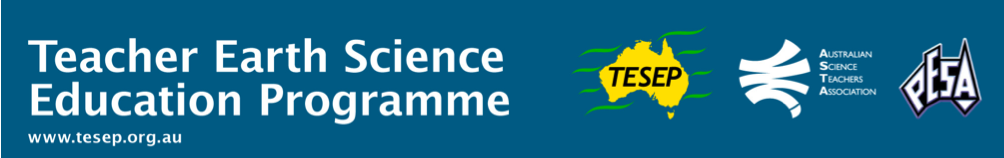 Teacher Earth Science
Education Programme
www.tesep.org.au
TESEP
AUSTRALIAN
SCIENCE
TEACHERS
ASSOCIATION
PESA